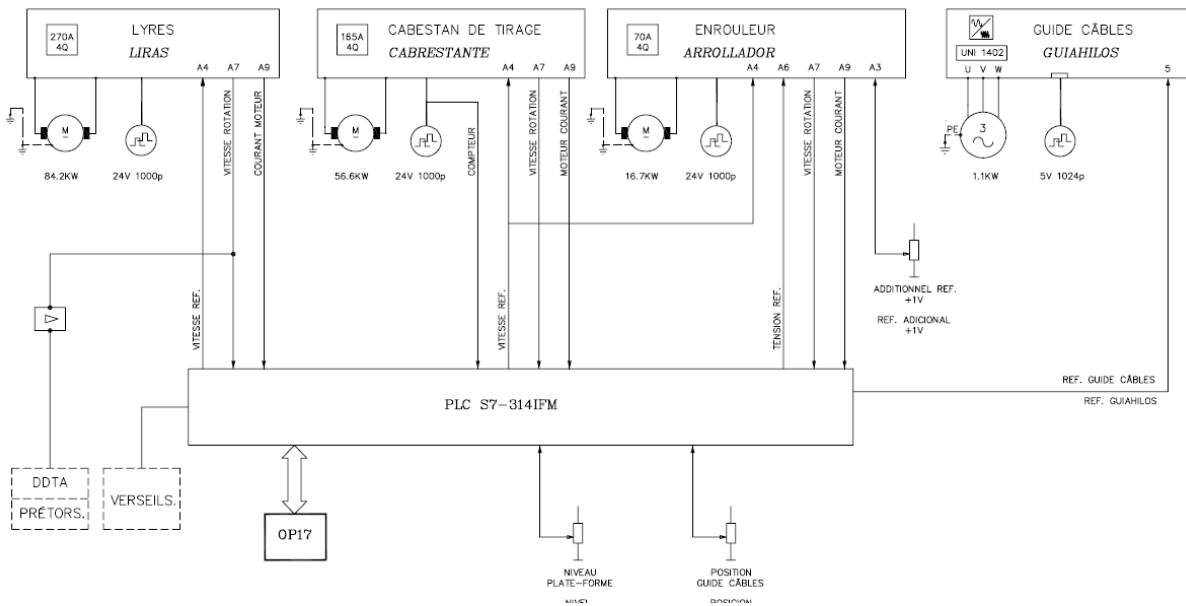 LYRES
LIRAS
270A
4Q
A4 A7 A9
M
84.2KW
24V 1000p
VITESSE ROTATION
COURANT MOTEUR
VITESSE REF.
CABESTAN DE TIRAGE
CABRESTANTE
165A
4Q
A4 A7 A9
M
56.6KW
24V 1000p
COMPTEUR
VITESSE ROTATION
MOTEUR COURANT
VITESSE REF.
ENROULEUR
ARROLLADOR
70A
4Q
A4 A6 A7 A9 A3
M
16.7KW
24V 1000p
VITESSE ROTATION
MOTEUR COURANT
TENSION REF.
ADDITIONNEL REF.
+1V
REF. ADICIONAL
+1V
GUIDE CÂBLES
GUIAHILOS
UNI 1402
U V W
5
PE
3
1.1KW
5V 1024p
REF. GUIDE CÂBLES
REF. GUIAHILOS
PLC S7-314IFM
DDTA
PRÉTORS.
VERSEILS.
OP17
NIVEAU
PLATE-FORME
NIVEL
POSITION
GUIDE CÂBLES
POSICION